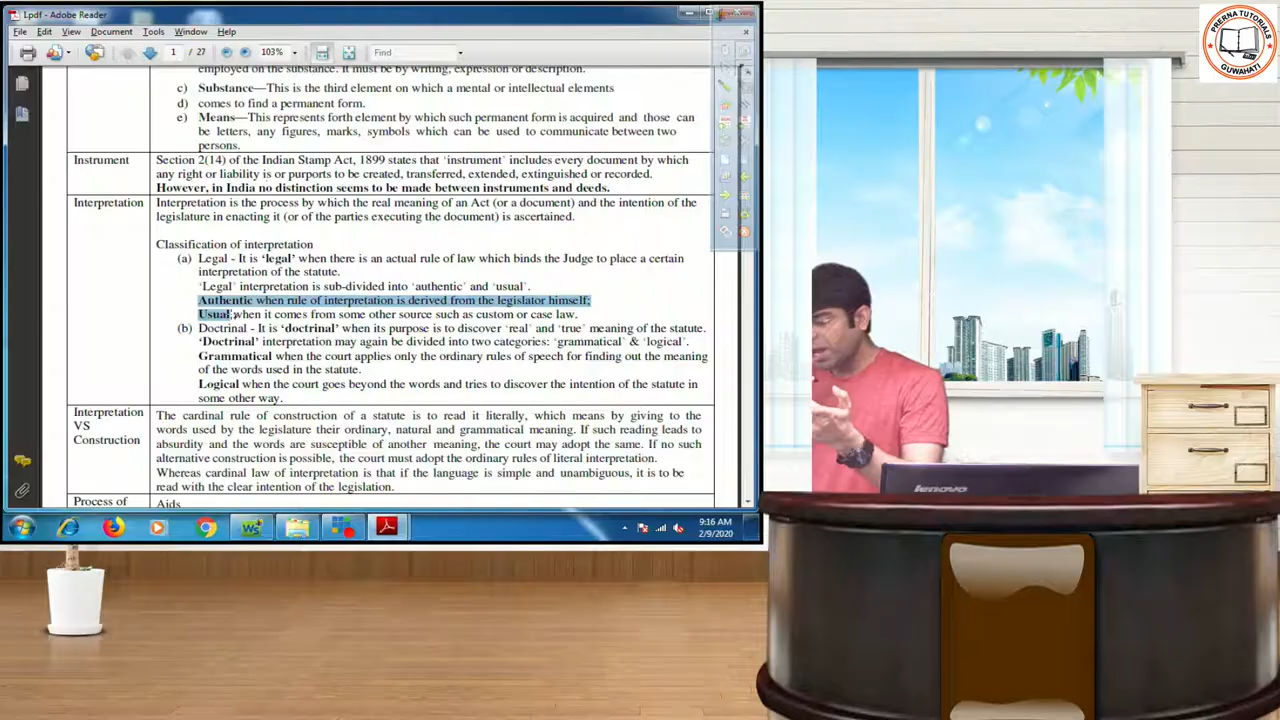 1.pdf - Adobe Reader
File Edit View Document Tools Window Help
1 / 27 103% Find
employed on the substance. It must be by writing, expression or description.
c) Substance—This is the third element on which a mental or intellectual elements
d) comes to find a permanent form.
e) Means—This represents forth element by which such permanent form is acquired and those can
be letters, any figures, marks, symbols which can be used to communicate between two
persons.
Instrument
Section 2(14) of the Indian Stamp Act, 1899 states that 'instrument' includes every document by which
any right or liability is or purports to be created, transferred, extended, extinguished or recorded.
However, in India no distinction seems to be made between instruments and deeds.
Interpretation
Interpretation is the process by which the real meaning of an Act (or a document) and the intention of the
legislature in enacting it (or of the parties executing the document) is ascertained.
Classification of interpretation
(a) Legal - It is 'legal' when there is an actual rule of law which binds the Judge to place a certain
interpretation of the statute.
'Legal' interpretation is sub-divided into 'authentic' and 'usual'.
Authentic when rule of interpretation is derived from the legislator himself;
Usual when it comes from some other source such as custom or case law.
(b) Doctrinal - It is 'doctrinal' when its purpose is to discover 'real' and 'true' meaning of the statute.
'Doctrinal' interpretation may again be divided into two categories: 'grammatical' & 'logical'.
Grammatical when the court applies only the ordinary rules of speech for finding out the meaning
of the words used in the statute.
Logical when the court goes beyond the words and tries to discover the intention of the statute in
some other way.
Interpretation
VS
Construction
The cardinal rule of construction of a statute is to read it literally, which means by giving to the
words used by the legislature their ordinary, natural and grammatical meaning. If such reading leads to
absurdity and the words are susceptible of another meaning, the court may adopt the same. If no such
alternative construction is possible, the court must adopt the ordinary rules of literal interpretation.
Whereas cardinal law of interpretation is that if the language is simple and unambiguous, it is to be
read with the clear intention of the legislation.
Process of
Aids
9:16 AM
2/9/2020
PRERNA TUTORIALS
GUWAHATI
lenovo